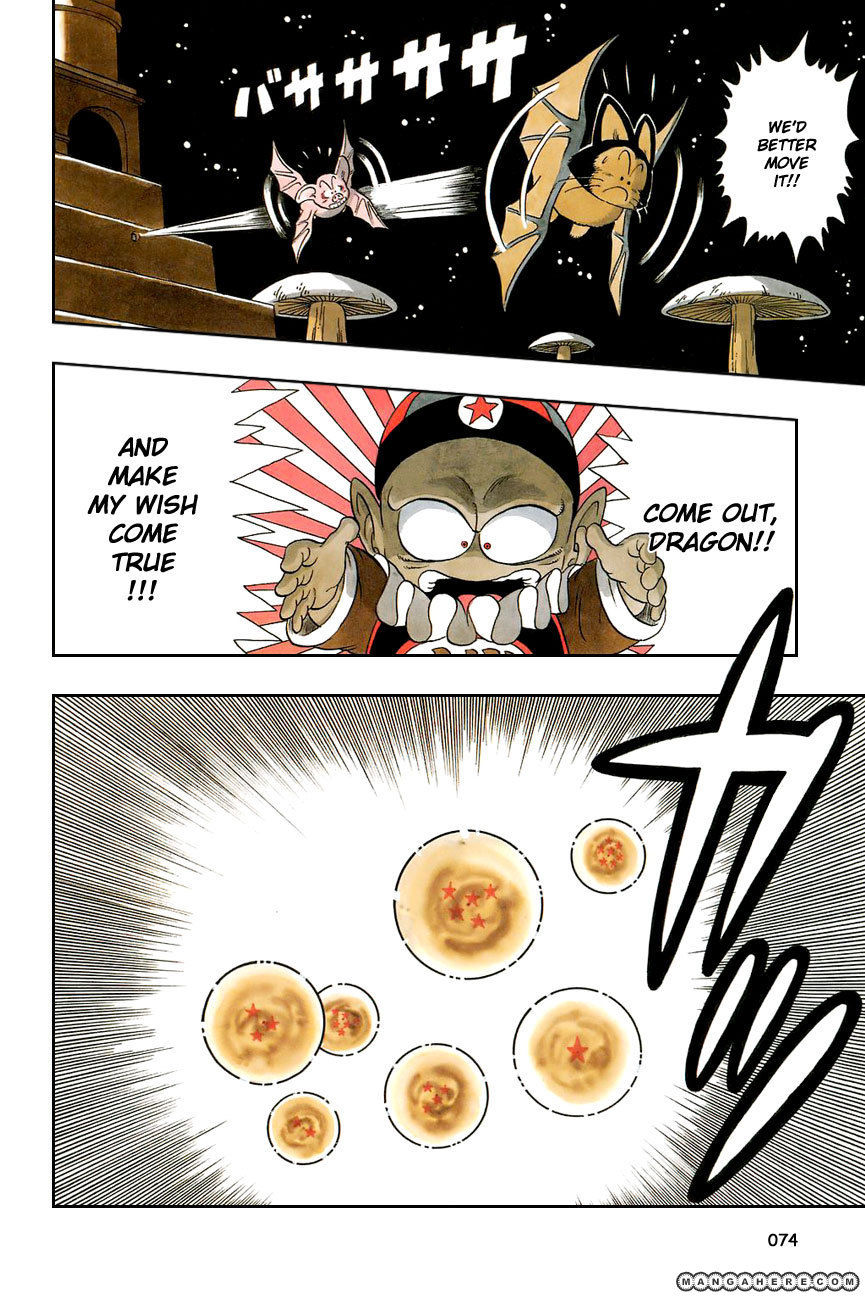 WE'D
BETTER
MOVE
IT!!
バササササ
COME OUT,
DRAGON!!
AND
MAKE
MY WISH
COME
TRUE
!!!
カッ
074
MANGAHERE.COM